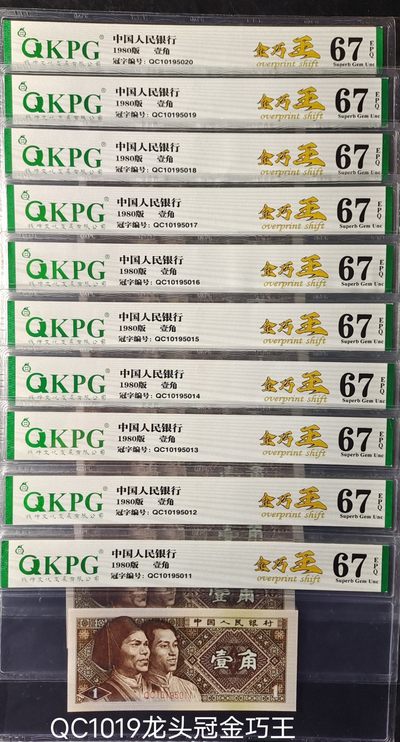 QKPG®
中国人民银行
1980版 壹角
冠字编号: QC10195020
金巧王
overprint shift
67
EPQ
Superb Gem Unc
QKPG®
钱币文化发展有限公司
中国人民银行
1980版 壹角
冠字编号: QC10195019
金巧王
overprint shift
67
EPQ
Superb Gem Unc
QKPG®
中国人民银行
1980版 壹角
冠字编号: QC10195018
金巧王
overprint shift
67
EPQ
Superb Gem Unc
QKPG®
中国人民银行
1980版 壹角
冠字编号: QC10195017
金巧王
overprint shift
67
EPQ
Superb Gem Unc
QKPG®
中国人民银行
1980版 壹角
冠字编号: QC10195016
金巧王
overprint shift
67
EPQ
Superb Gem Unc
QKPG®
中国人民银行
1980版 壹角
冠字编号: QC10195015
金巧王
overprint shift
67
EPQ
Superb Gem Unc
QKPG®
中国人民银行
1980版 壹角
冠字编号: QC10195014
金巧王
overprint shift
67
EPQ
Superb Gem Unc
QKPG®
中国人民银行
1980版 壹角
冠字编号: QC10195013
金巧王
overprint shift
67
EPQ
Superb Gem Unc
QKPG®
中国人民银行
1980版 壹角
冠字编号: QC10195012
金巧王
overprint shift
67
EPQ
Superb Gem Unc
QKPG®
中国人民银行
1980版 壹角
冠字编号: QC10195011
金巧王
overprint shift
67
EPQ
Superb Gem Unc
中国人民银行
壹角
QC10195011
1
1
QC1019龙头冠金巧王